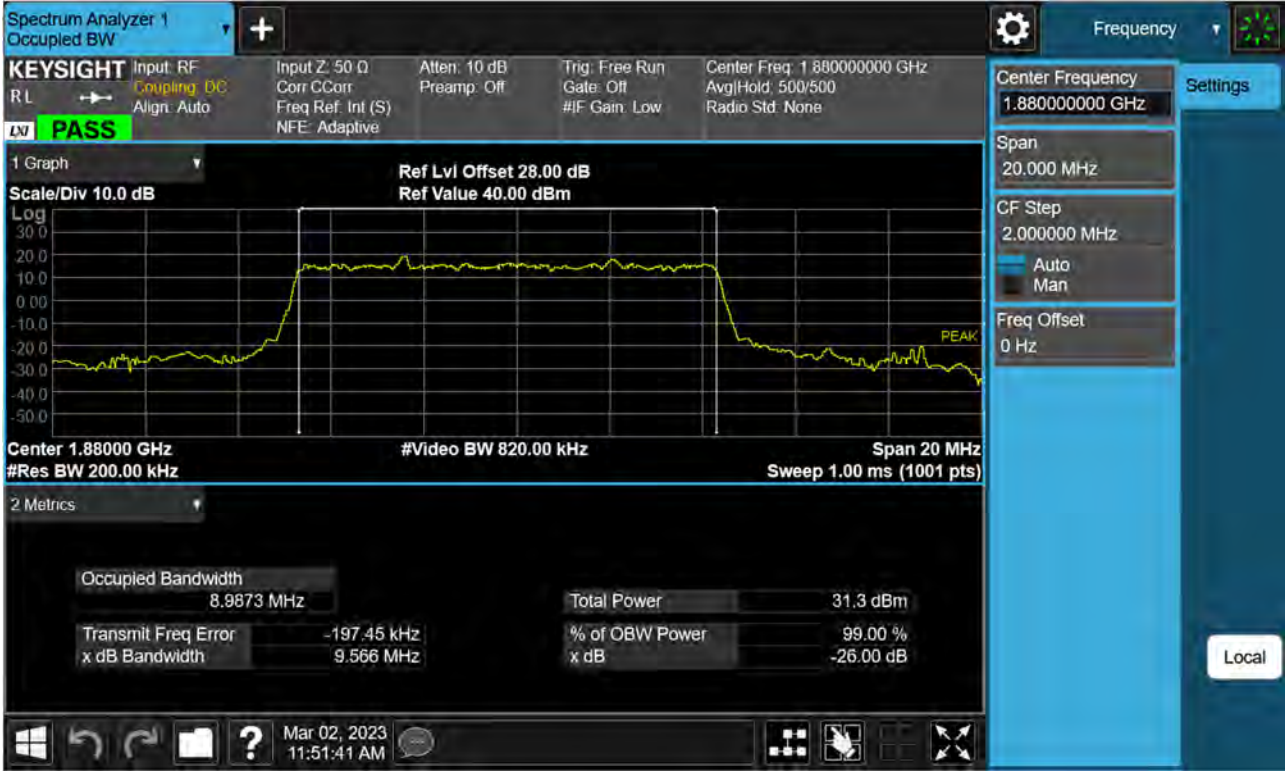 Spectrum Analyzer 1
Occupied BW
+
Frequency
KEYSIGHT
R L
LXI
PASS
Input: RF
Coupling: DC
Align: Auto
Input Z: 50 Ω
Corr CCorr
Freq Ref: Int (S)
NFE: Adaptive
Atten: 10 dB
Preamp: Off
Trig: Free Run
Gate: Off
#IF Gain: Low
Center Freq: 1.880000000 GHz
Avg|Hold: 500/500
Radio Std: None
Center Frequency
1.880000000 GHz
Settings
Span
20.000 MHz
CF Step
2.000000 MHz
Auto
Man
Freq Offset
0 Hz
Local
1 Graph
Scale/Div 10.0 dB
Ref Lvl Offset 28.00 dB
Ref Value 40.00 dBm
Log
30.0
20.0
10.0
0.00
-10.0
-20.0
-30.0
-40.0
-50.0
PEAK
Center 1.88000 GHz
#Video BW 820.00 kHz
Span 20 MHz
#Res BW 200.00 kHz
Sweep 1.00 ms (1001 pts)
2 Metrics
Occupied Bandwidth
8.9873 MHz
Total Power 31.3 dBm
Transmit Freq Error -197.45 kHz
% of OBW Power 99.00 %
x dB Bandwidth 9.566 MHz
x dB -26.00 dB
?
Mar 02, 2023
11:51:41 AM